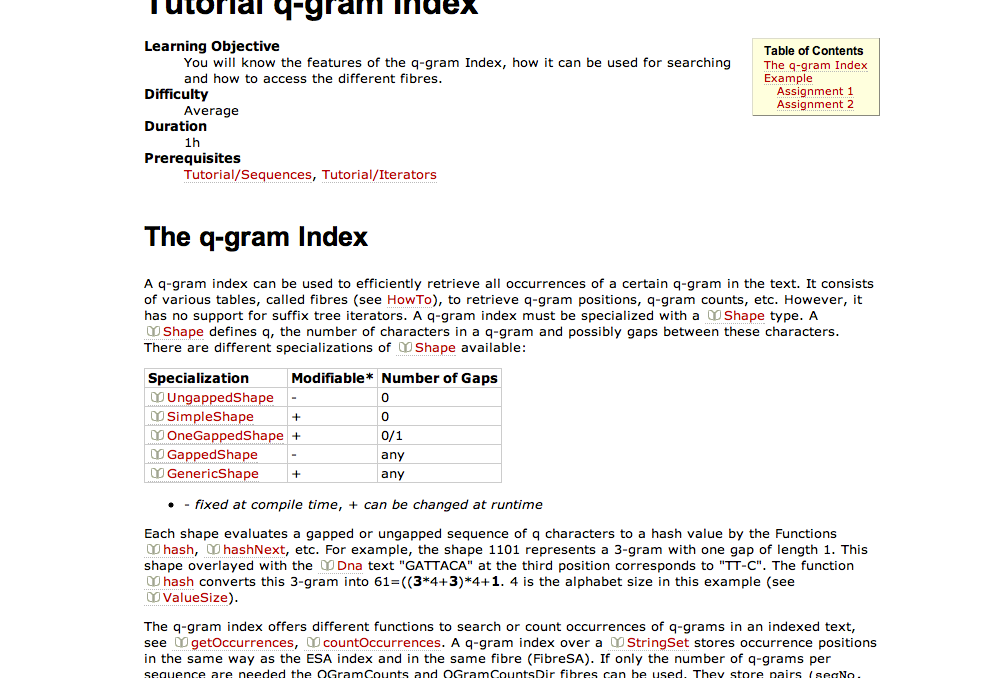 Tutorial q-gram Index
Learning Objective
You will know the features of the q-gram Index, how it can be used for searching
and how to access the different fibres.
Difficulty
Average
Duration
1h
Prerequisites
Tutorial/Sequences, Tutorial/Iterators
Table of Contents
The q-gram Index
Example
Assignment 1
Assignment 2
The q-gram Index
A q-gram index can be used to efficiently retrieve all occurrences of a certain q-gram in the text. It consists
of various tables, called fibres (see HowTo), to retrieve q-gram positions, q-gram counts, etc. However, it
has no support for suffix tree iterators. A q-gram index must be specialized with a Shape type. A
Shape defines q, the number of characters in a q-gram and possibly gaps between these characters.
There are different specializations of Shape available:
Specialization Modifiable* Number of Gaps
UngappedShape - 0
SimpleShape + 0
OneGappedShape + 0/1
GappedShape - any
GenericShape + any
• - fixed at compile time, + can be changed at runtime
Each shape evaluates a gapped or ungapped sequence of q characters to a hash value by the Functions
hash, hashNext, etc. For example, the shape 1101 represents a 3-gram with one gap of length 1. This
shape overlayed with the Dna text "GATTACA" at the third position corresponds to "TT-C". The function
hash converts this 3-gram into 61=((3*4+3)*4+1. 4 is the alphabet size in this example (see
ValueSize).
The q-gram index offers different functions to search or count occurrences of q-grams in an indexed text,
see getOccurrences, countOccurrences. A q-gram index over a StringSet stores occurrence positions
in the same way as the ESA index and in the same fibre (FibreSA). If only the number of q-grams per
sequence are needed the QGramCounts and QGramCountsDir fibres can be used. They store pairs (seqNo,